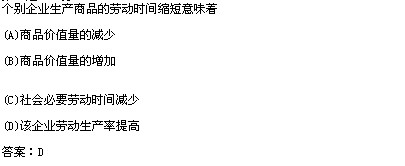 个别企业生产商品的劳动时间缩短意味着
(A)商品价值量的减少
(B)商品价值量的增加
(C)社会必要劳动时间减少
(D)该企业劳动生产率提高
答案：D